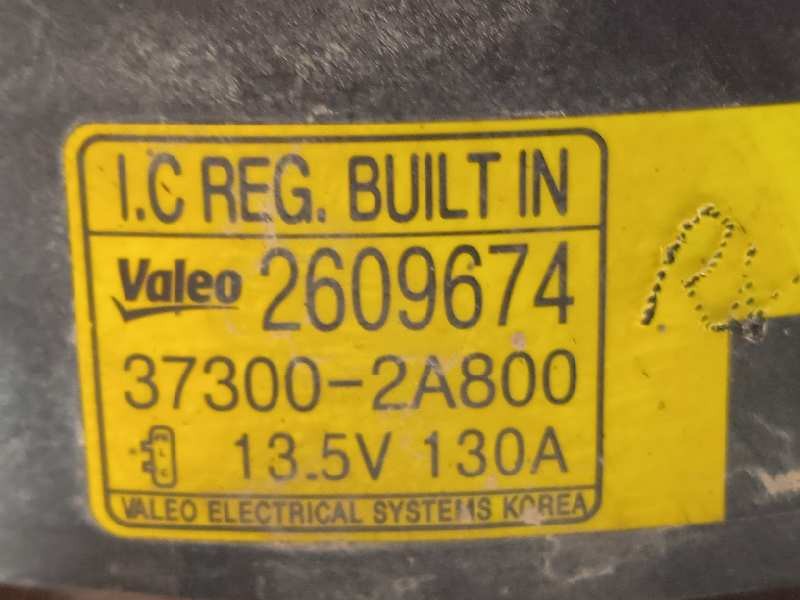 I.C REG. BUILT IN
Valeo 2609674
37300-2A800
13.5V 130A
VALEO ELECTRICAL SYSTEMS KOREA